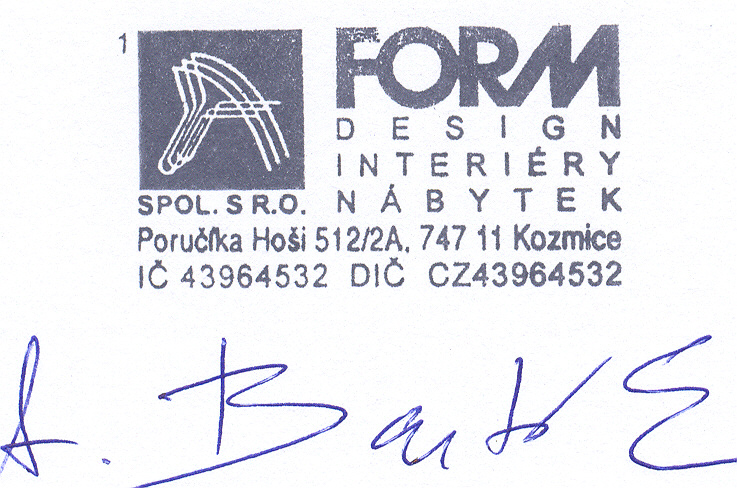 1
FORM
DESIGN
INTERIÉRY
SPOL. S R.O. NÁBYTEK
Poručíka Hoši 512/2A, 747 11 Kozmice
IČ 43964532 DIČ CZ43964532
A.